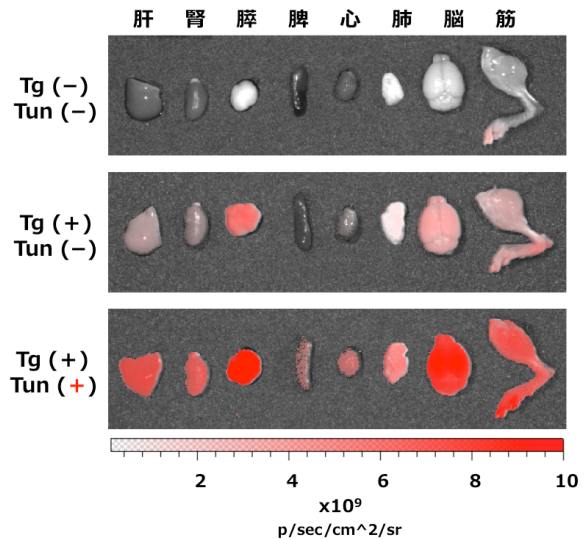 肝 腎 膵 脾 心 肺 脳 筋
Tg (−)
Tun (−)
Tg (+)
Tun (−)
Tg (+)
Tun (+)
2 4 6 8 10
x10⁹
p/sec/cm^2/sr